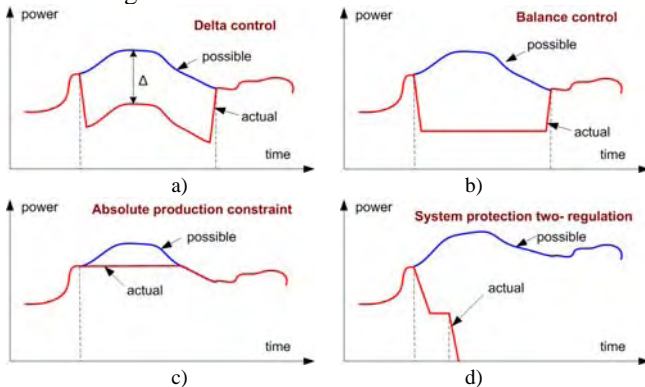 power
Delta control
possible
Δ
actual
time
a)
power
Balance control
possible
actual
time
b)
power
Absolute production constraint
possible
actual
time
c)
power
System protection two- regulation
possible
actual
time
d)